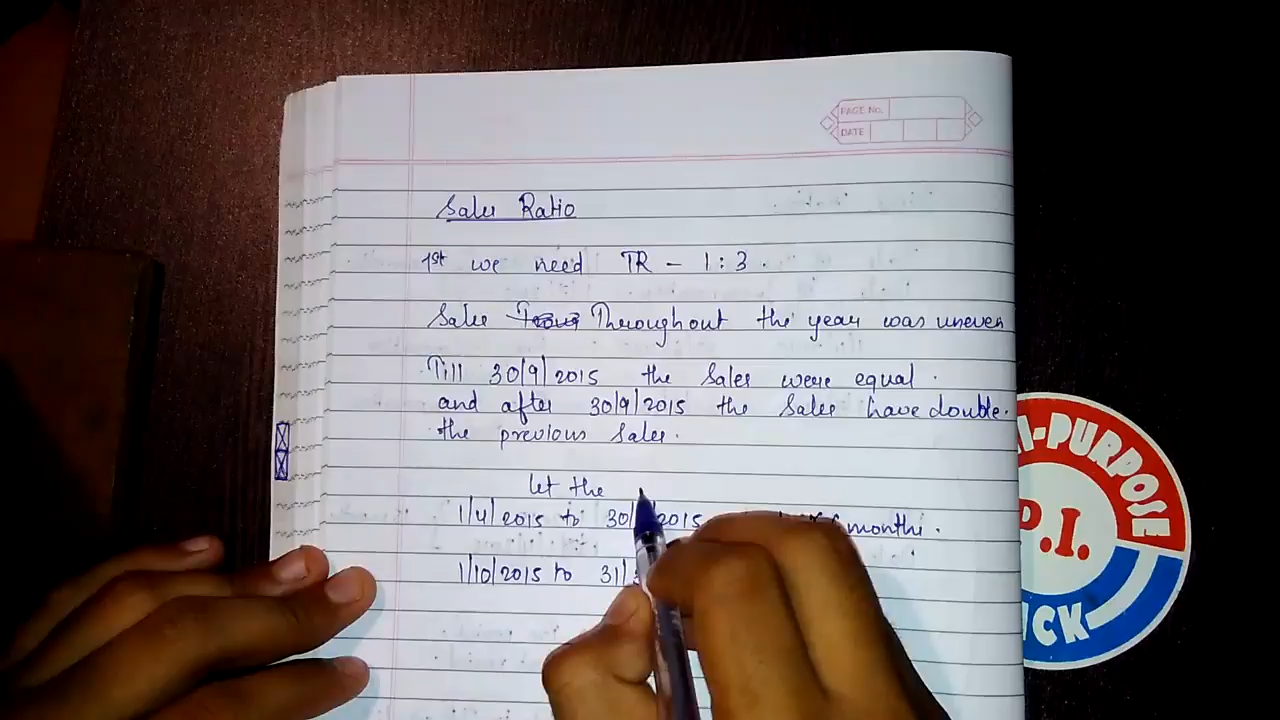 PAGE No.
DATE
Sales Ratio
1st we need TR - 1:3.
Sales Throughout the year was uneven
Till 30/9/2015 the Sales were equal.
and after 30/9/2015 the Sales have double.
the previous Sales.
let the
1/4/2015 to 30/ 2015 6 months.
1/10/2015 to 31/
I-PURPOSE
P.I.
ICK